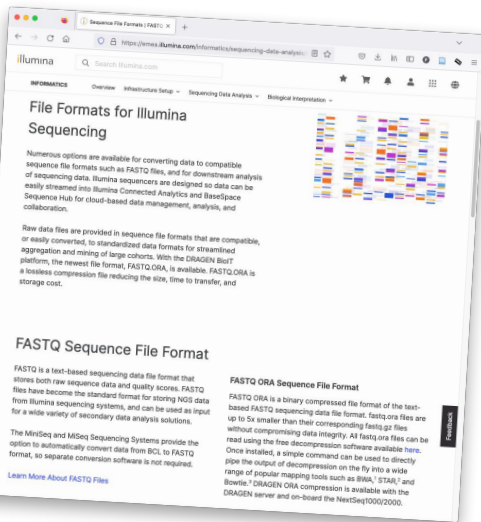 Sequence File Formats | FASTQ
https://emea.illumina.com/informatics/sequencing-data-analysis
illumina
Search Illumina.com
INFORMATICS
Overview
Infrastructure Setup
Sequencing Data Analysis
Biological Interpretation
File Formats for Illumina
Sequencing
Numerous options are available for converting data to compatible
sequence file formats such as FASTQ files, and for downstream analysis
of sequencing data. Illumina sequencers are designed so data can be
easily streamed into Illumina Connected Analytics and BaseSpace
Sequence Hub for cloud-based data management, analysis, and
collaboration.
Raw data files are provided in sequence file formats that are compatible,
or easily converted, to standardized data formats for streamlined
aggregation and mining of large cohorts. With the DRAGEN BioIT
platform, the newest file format, FASTQ.ORA, is available. FASTQ.ORA is
a lossless compression file reducing the size, time to transfer, and
storage cost.
FASTQ Sequence File Format
FASTQ is a text-based sequencing data file format that
stores both raw sequence data and quality scores. FASTQ
files have become the standard format for storing NGS data
from Illumina sequencing systems, and can be used as input
for a wide variety of secondary data analysis solutions.
The MiniSeq and MiSeq Sequencing Systems provide the
option to automatically convert data from BCL to FASTQ
format, so separate conversion software is not required.
Learn More About FASTQ Files
FASTQ ORA Sequence File Format
FASTQ ORA is a binary compressed file format of the text-
based FASTQ sequencing data file format. fastq.ora files are
up to 5x smaller than their corresponding fastq.gz files
without compromising data integrity. All fastq.ora files can be
read using the free decompression software available here.
Once installed, a simple command can be used to directly
pipe the output of decompression on the fly into a wide
range of popular mapping tools such as BWA,¹ STAR,² and
Bowtie.³ DRAGEN ORA compression is available with the
DRAGEN server and on-board the NextSeq1000/2000.
Feedback